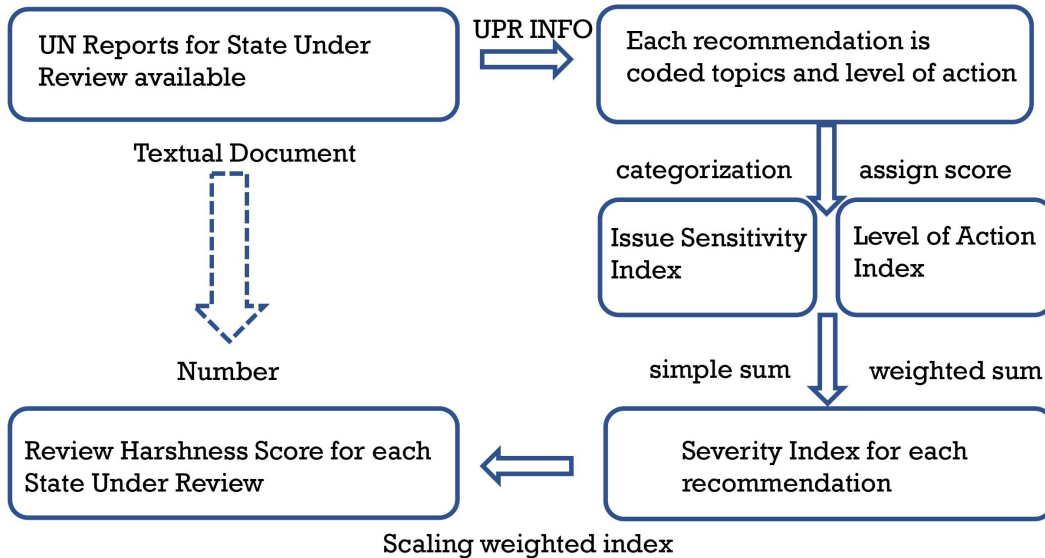 UN Reports for State Under
Review available
UPR INFO
Each recommendation is
coded topics and level of action
Textual Document
categorization
assign score
Issue Sensitivity
Index
Level of Action
Index
Number
simple sum
weighted sum
Review Harshness Score for each
State Under Review
Severity Index for each
recommendation
Scaling weighted index